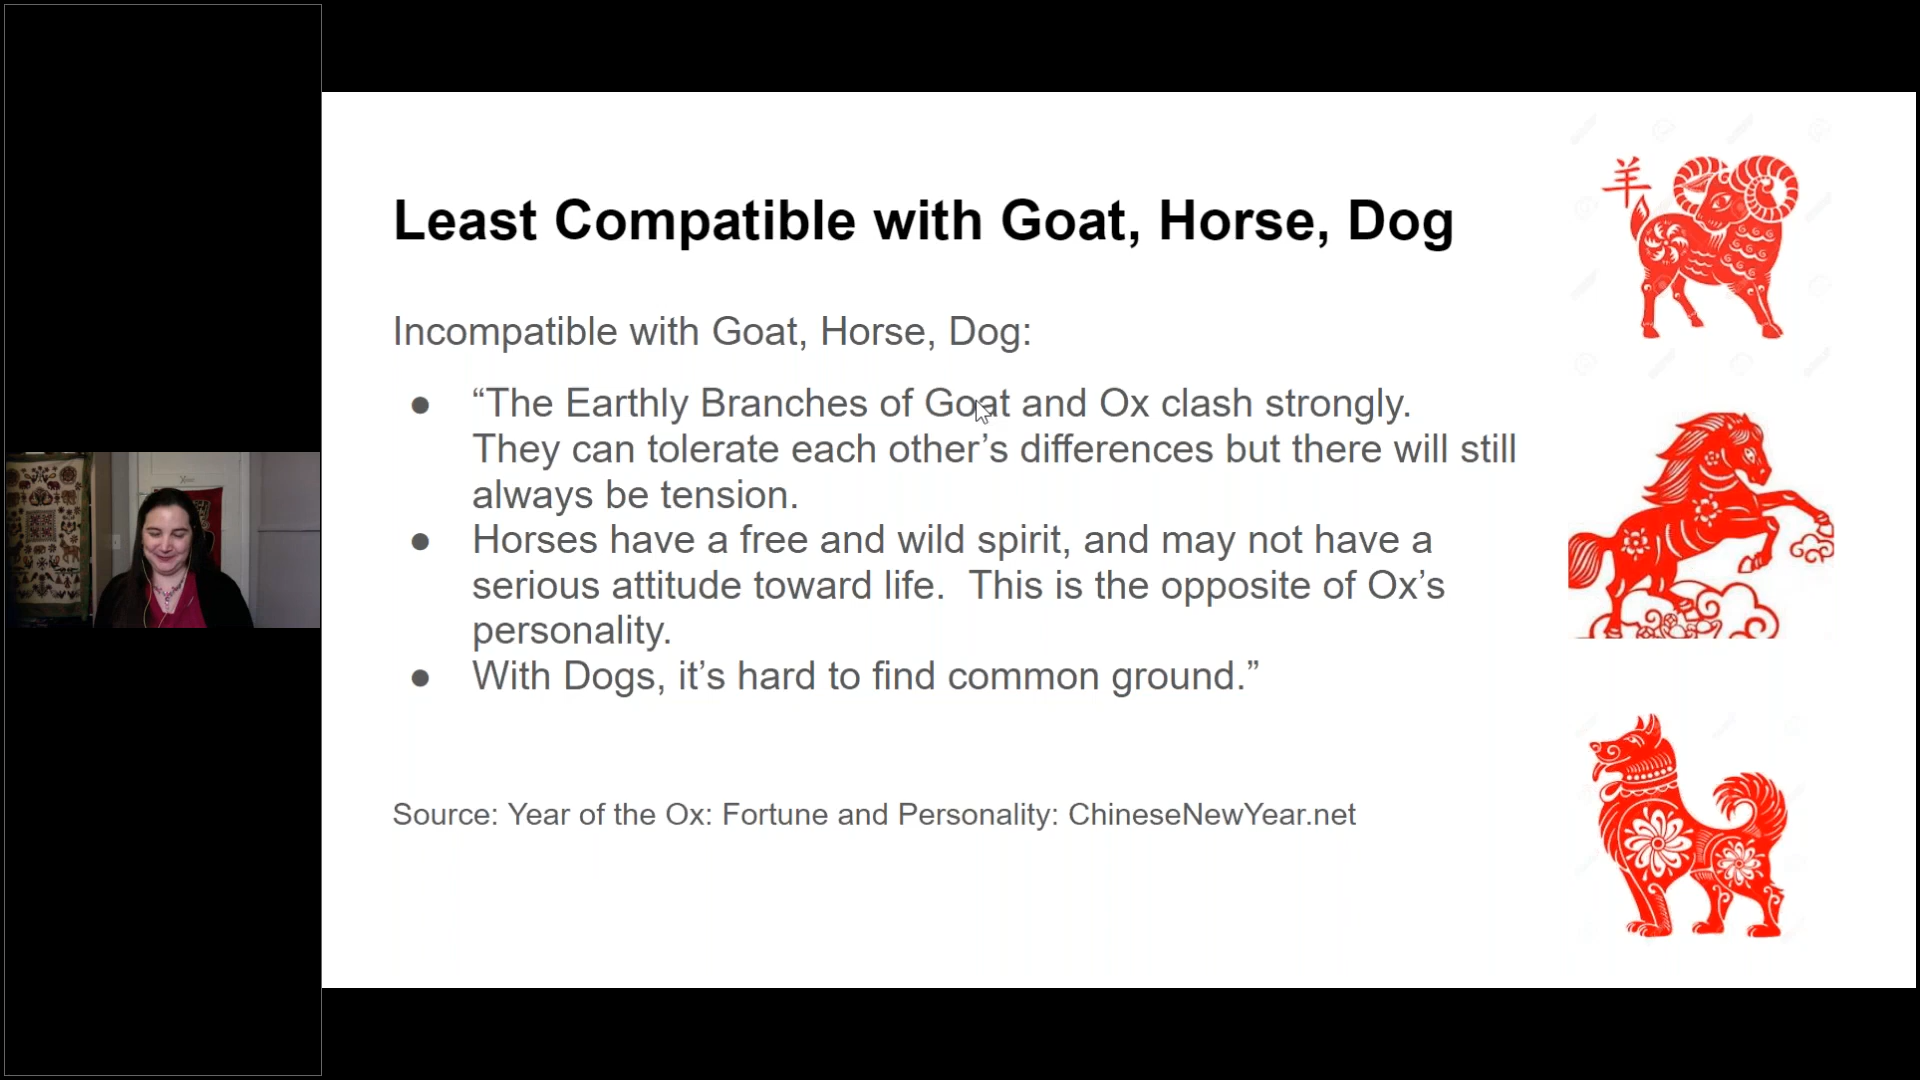 Least Compatible with Goat, Horse, Dog
羊
Incompatible with Goat, Horse, Dog:
● “The Earthly Branches of Goat and Ox clash strongly.
They can tolerate each other’s differences but there will still
always be tension.
● Horses have a free and wild spirit, and may not have a
serious attitude toward life.  This is the opposite of Ox’s
personality.
● With Dogs, it’s hard to find common ground.”
Source: Year of the Ox: Fortune and Personality: ChineseNewYear.net